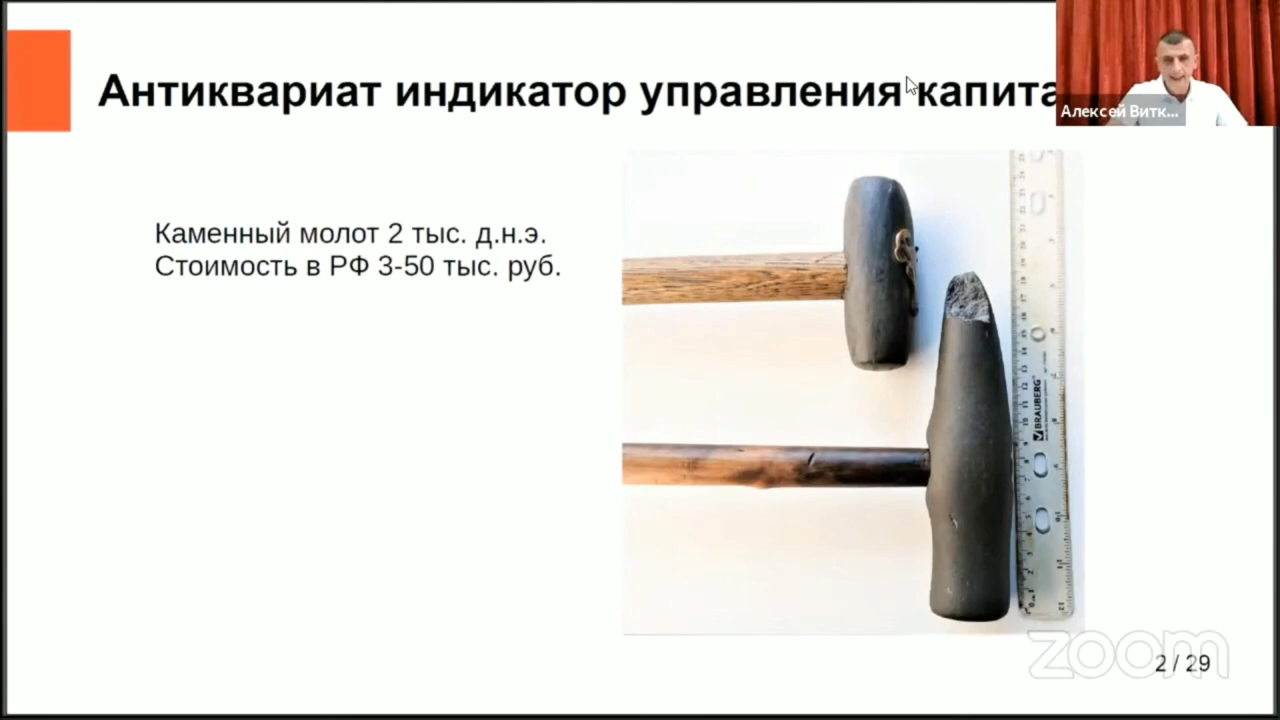 Антиквариат индикатор управления капита
Алексей Витк...
Каменный молот 2 тыс. д.н.э.
Стоимость в РФ 3-50 тыс. руб.
BRAUBERG
zoom
2 / 29